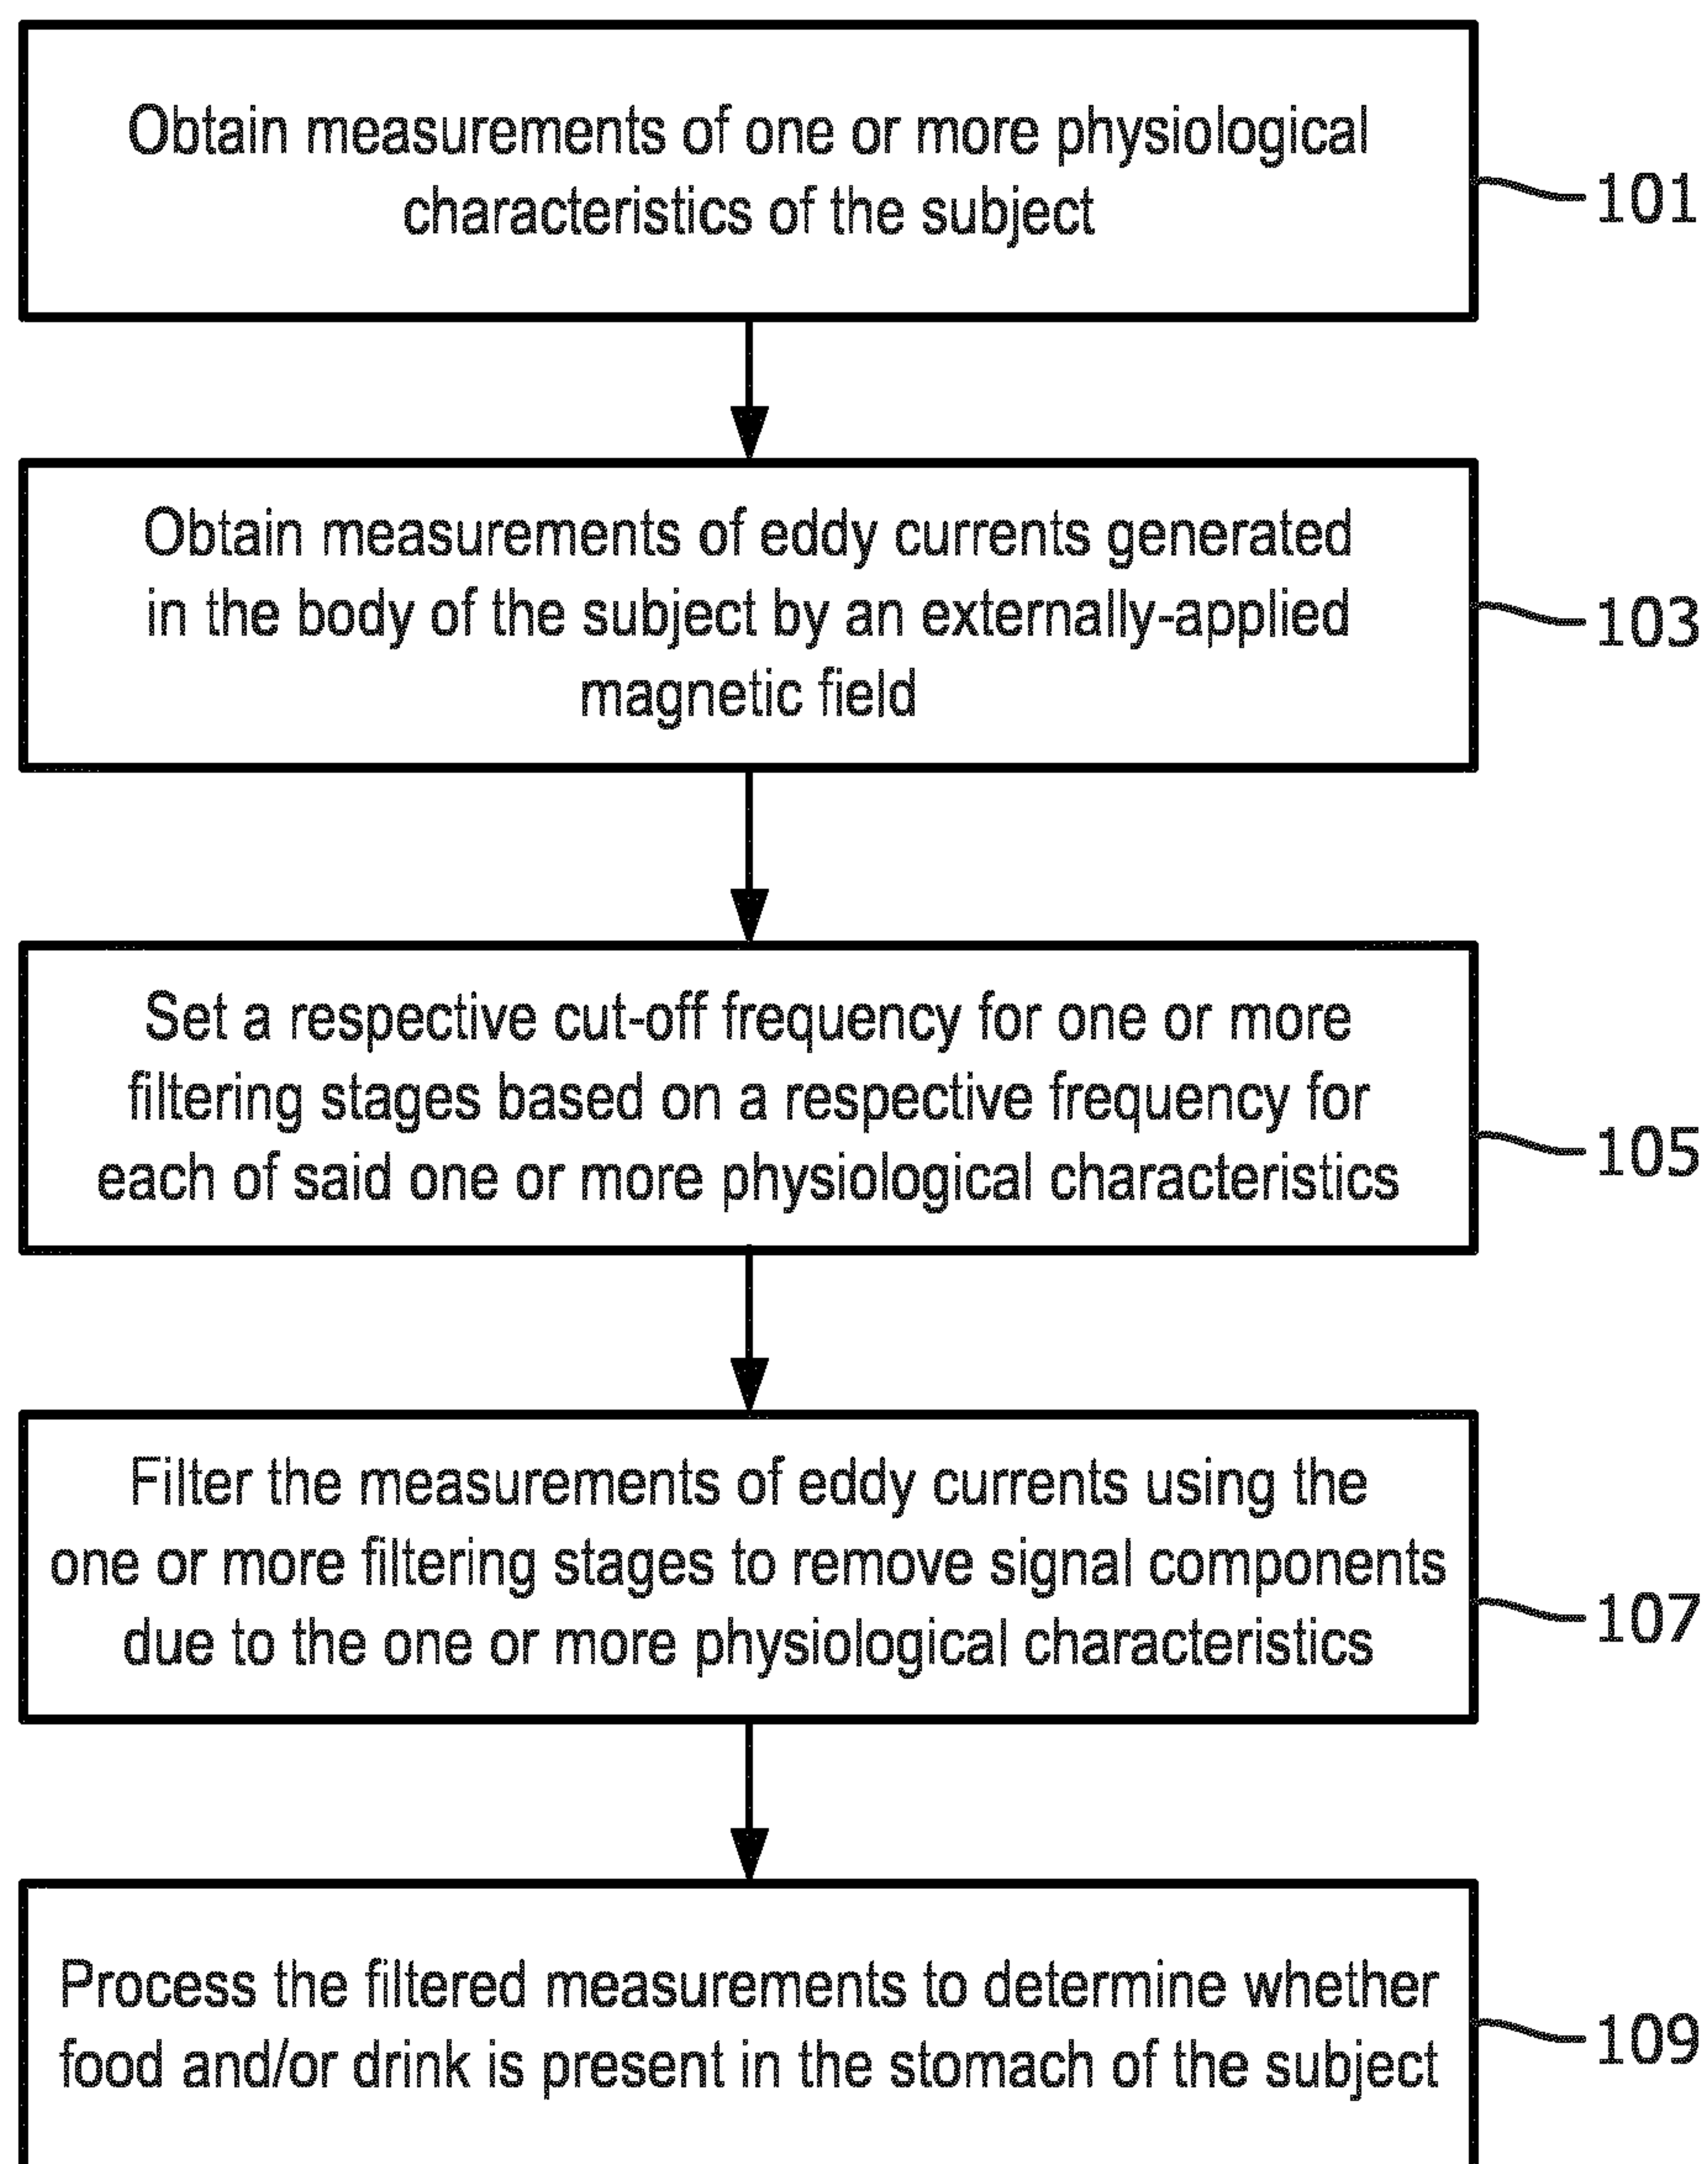 Obtain measurements of one or more physiological
characteristics of the subject
101
Obtain measurements of eddy currents generated
in the body of the subject by an externally-applied
magnetic field
103
Set a respective cut-off frequency for one or more
filtering stages based on a respective frequency for
each of said one or more physiological characteristics
105
Filter the measurements of eddy currents using the
one or more filtering stages to remove signal components
due to the one or more physiological characteristics
107
Process the filtered measurements to determine whether
food and/or drink is present in the stomach of the subject
109